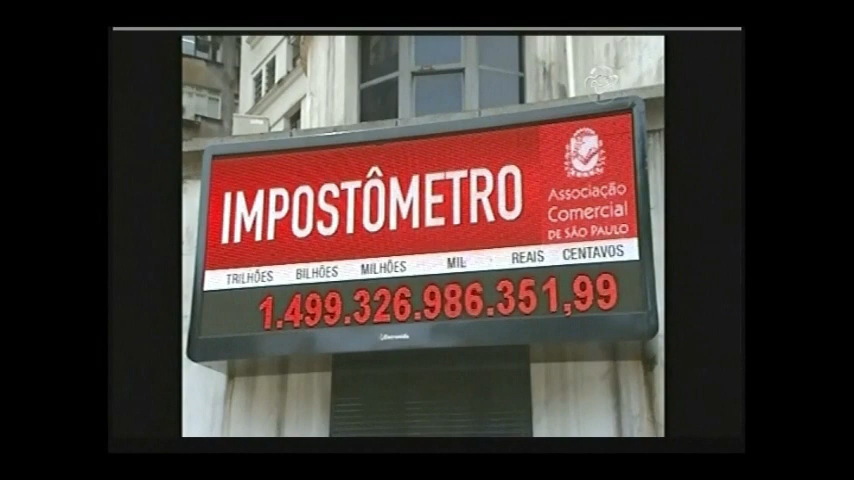 IMPOSTÔMETRO
Associação
Comercial
DE SÃO PAULO
TRILHÕES BILHÕES MILHÕES MIL REAIS CENTAVOS
1.499.326.986.351,99